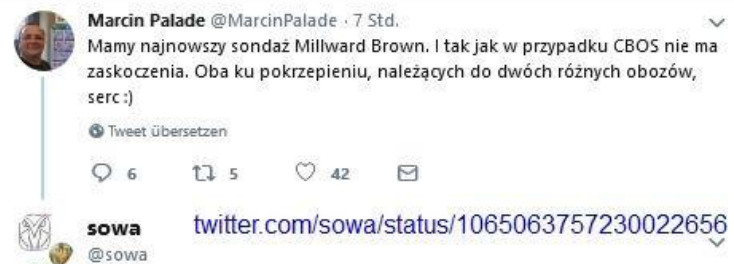 Marcin Palade @MarcinPalade · 7 Std.
Mamy najnowszy sondaż Millward Brown. I tak jak w przypadku CBOS nie ma
zaskoczenia. Oba ku pokrzepieniu, należących do dwóch różnych obozów,
serc :)
Tweet übersetzen
6 5 42
sowa twitter.com/sowa/status/1065063757230022656
@sowa